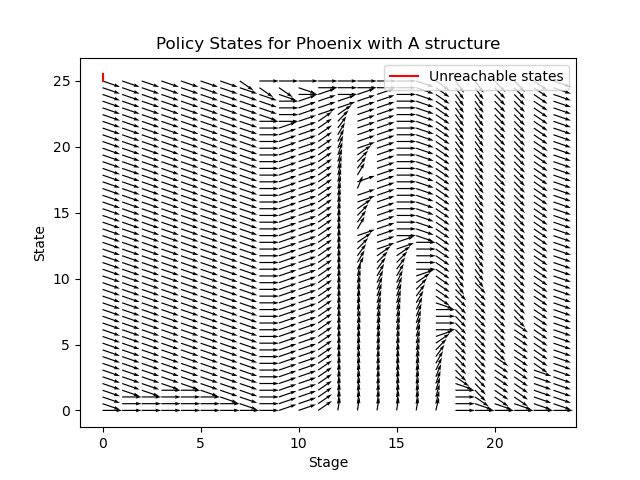 Policy States for Phoenix with A structure
Unreachable states
25
20
15
10
5
0
State
0 5 10 15 20
Stage